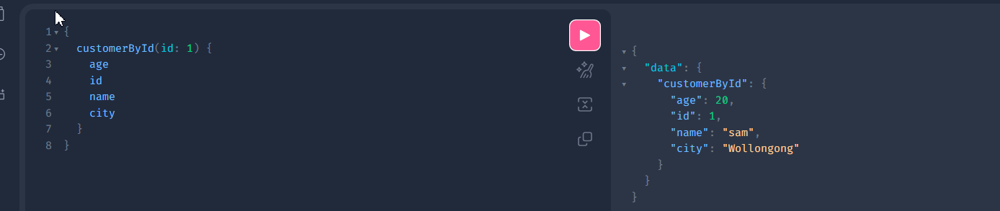 1 {
2 customerById(id: 1) {
3 age
4 id
5 name
6 city
7 }
8 }
{
"data": {
"customerById": {
"age": 20,
"id": 1,
"name": "sam",
"city": "Wollongong"
}
}
}